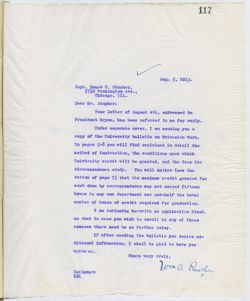 117
Aug. 5, 1913.
Supt. Ernest C. Stopher,
5758 Washington Ave.,
Chicago, Ill.
Dear Mr. Stopher:
Your letter of August 4th, addressed to
President Bryan, has been referred to me for reply.
Under separate cover, I am sending you a
copy of the University bulletin on Extension Work.
On pages 5-8 you will find explained in detail the
method of instruction, the conditions upon which
University credit will be granted, and the fees for
correspondence study. You will notice (see the
bottom of page 7) that the maximum credit granted for
work done by correspondence may not exceed fifteen
hours in any one department nor one-half the total
number of hours of credit required for graduation.
I am inclosing herewith an application blank,
so that in case you wish to enroll in any of these
courses there need be no further delay.
If after reading the bulletin you desire ad-
ditional information, I shall be glad to have you
write me.
Yours very truly,
Wm A Rawles
Inclosure